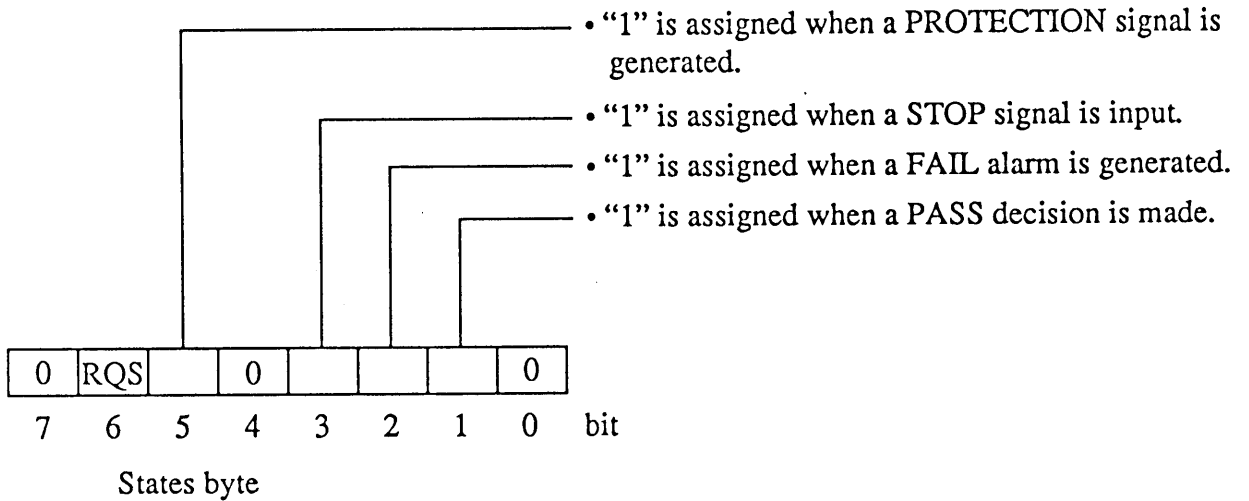 • “1” is assigned when a PROTECTION signal is
generated.
• “1” is assigned when a STOP signal is input.
• “1” is assigned when a FAIL alarm is generated.
• “1” is assigned when a PASS decision is made.
0 RQS 0 0
7 6 5 4 3 2 1 0 bit
States byte